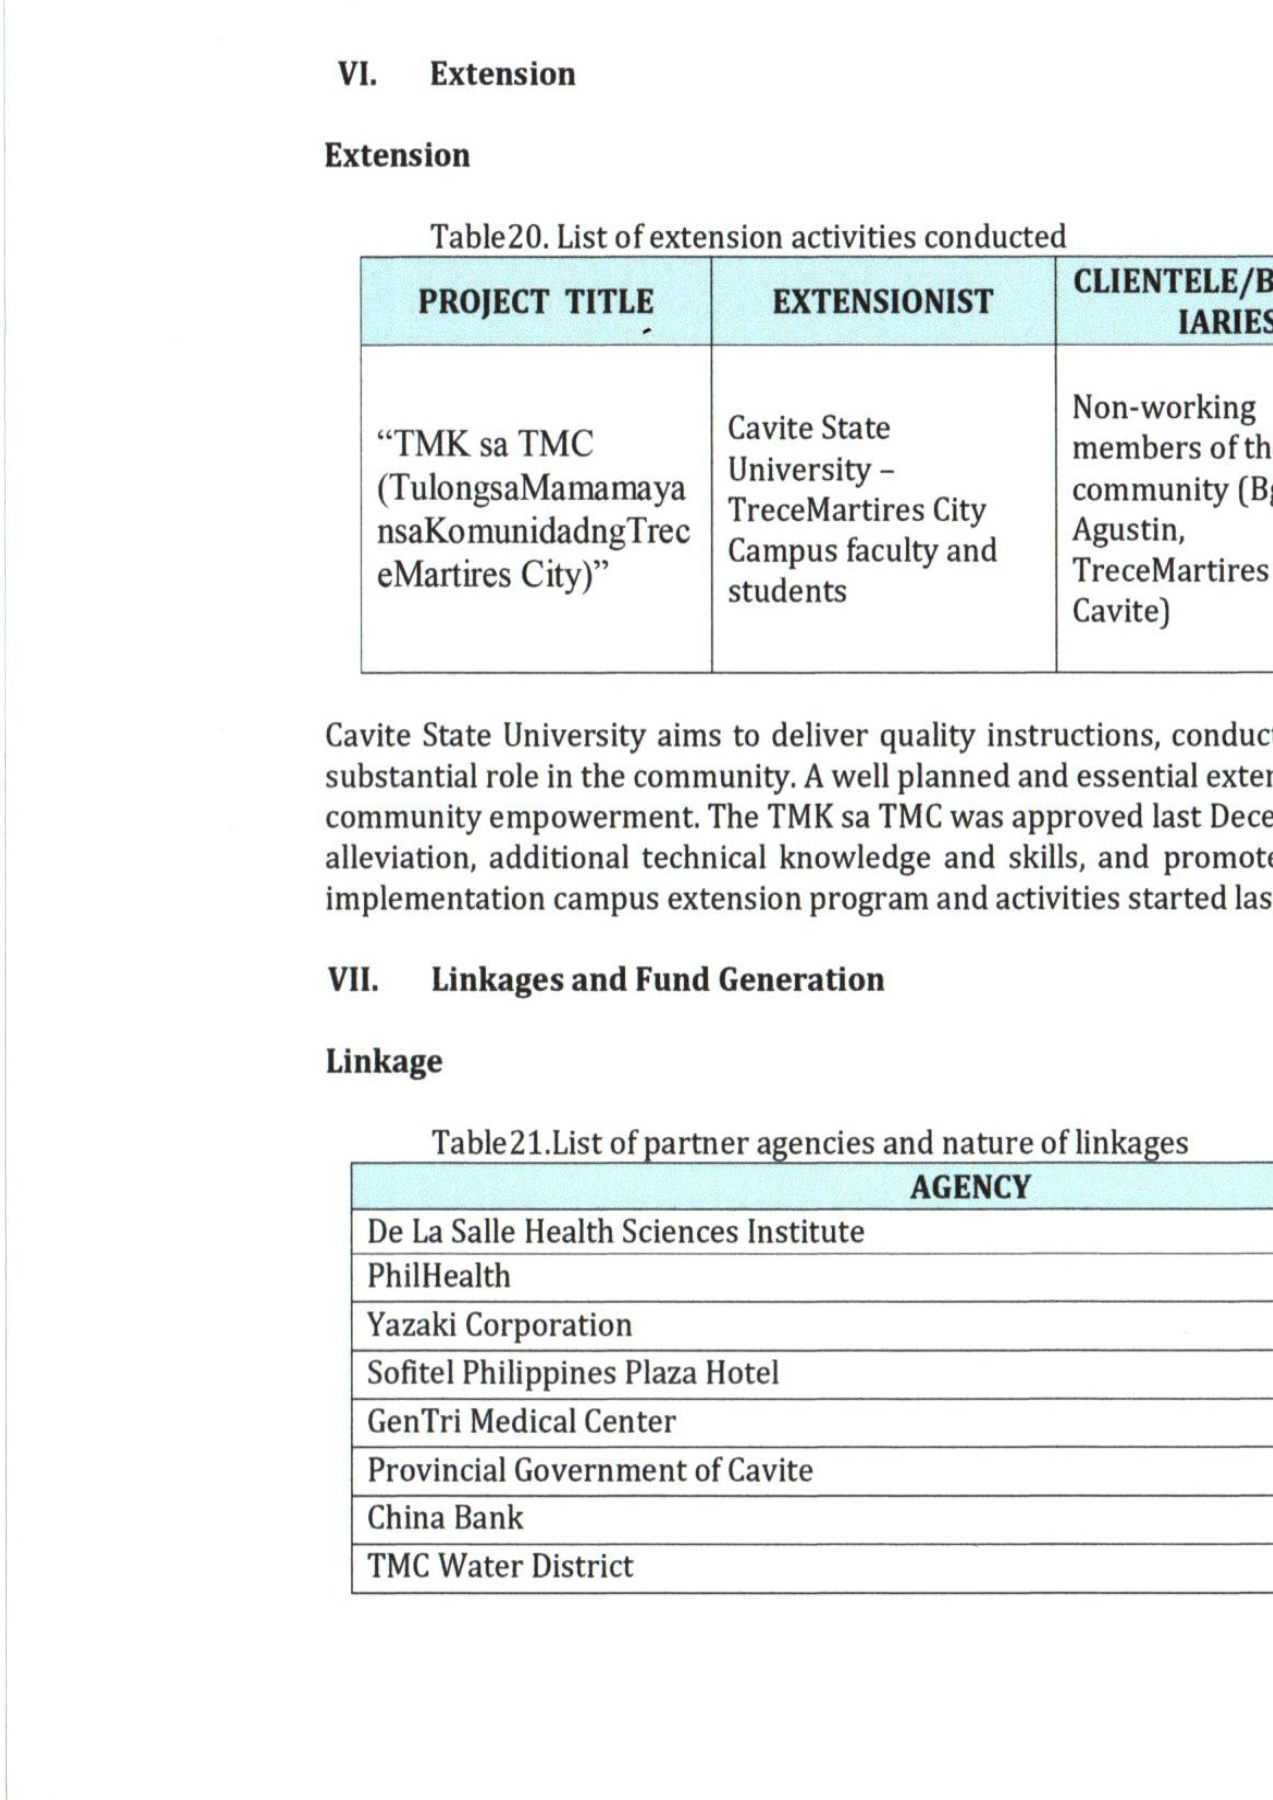 VI. Extension
Extension
Table20. List of extension activities conducted
PROJECT TITLE
EXTENSIONIST
CLIENTELE/B
IARIES
“TMK sa TMC
(TulongsaMamamaya
nsaKomunidadngTrec
eMartires City)”
Cavite State
University –
TreceMartires City
Campus faculty and
students
Non-working
members of th
community (Bg
Agustin,
TreceMartires
Cavite)
Cavite State University aims to deliver quality instructions, conduct
substantial role in the community. A well planned and essential exten
community empowerment. The TMK sa TMC was approved last Dece
alleviation, additional technical knowledge and skills, and promote
implementation campus extension program and activities started las
VII. Linkages and Fund Generation
Linkage
Table21.List of partner agencies and nature of linkages
AGENCY
De La Salle Health Sciences Institute
PhilHealth
Yazaki Corporation
Sofitel Philippines Plaza Hotel
GenTri Medical Center
Provincial Government of Cavite
China Bank
TMC Water District